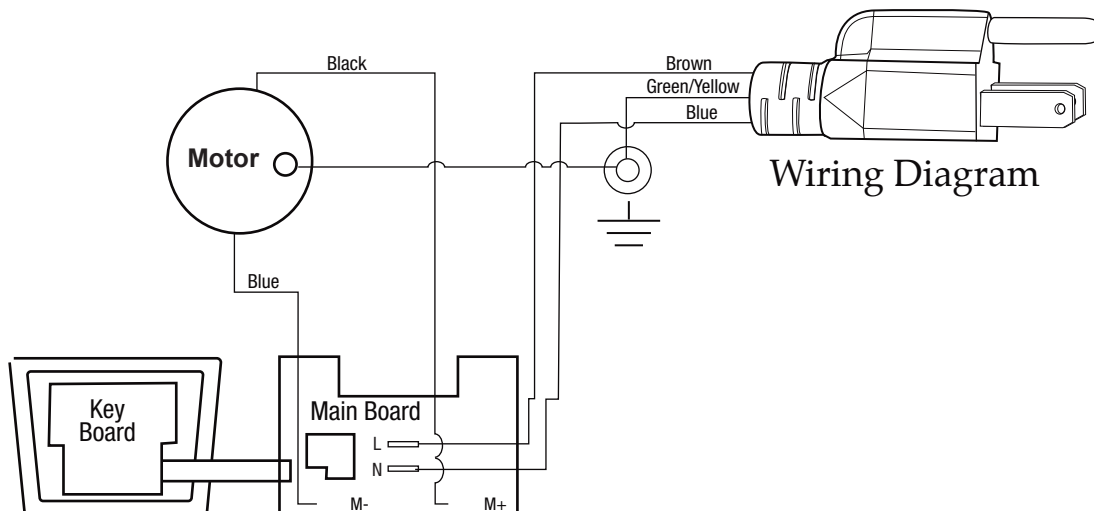 Black
Brown
Green/Yellow
Blue
Motor
Wiring Diagram
Blue
Key
Board
Main Board
L
N
M-
M+